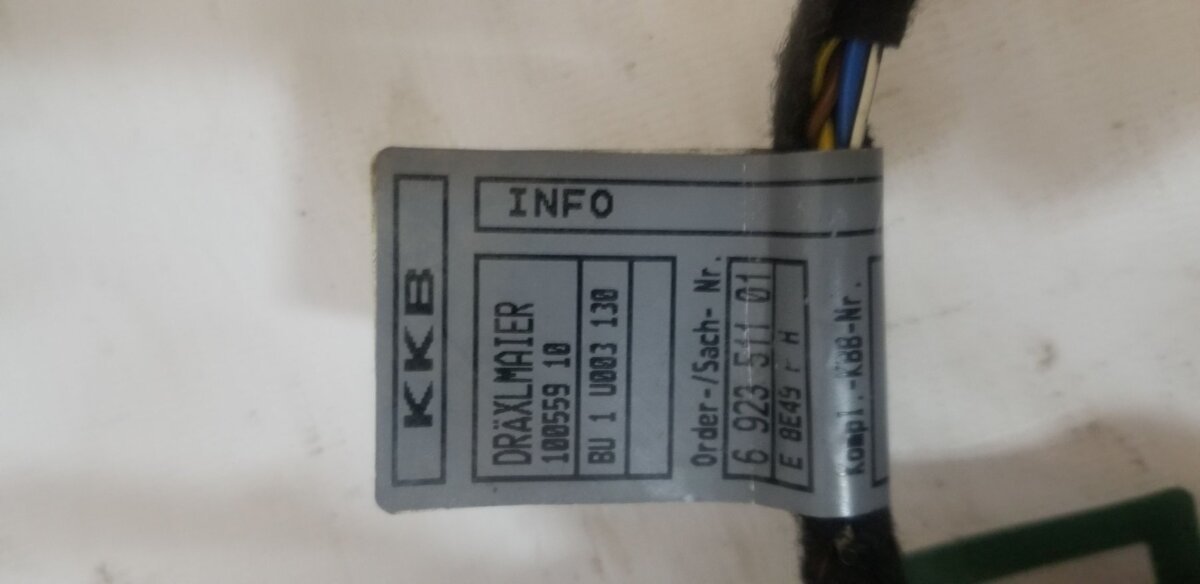 KKB
INFO
DRÄXLMAIER
100559 10
BU 1 U003 130
Order-/Sach- Nr.
6 923 511 01
E 8E49 r H
Kompl.-KBB-Nr.